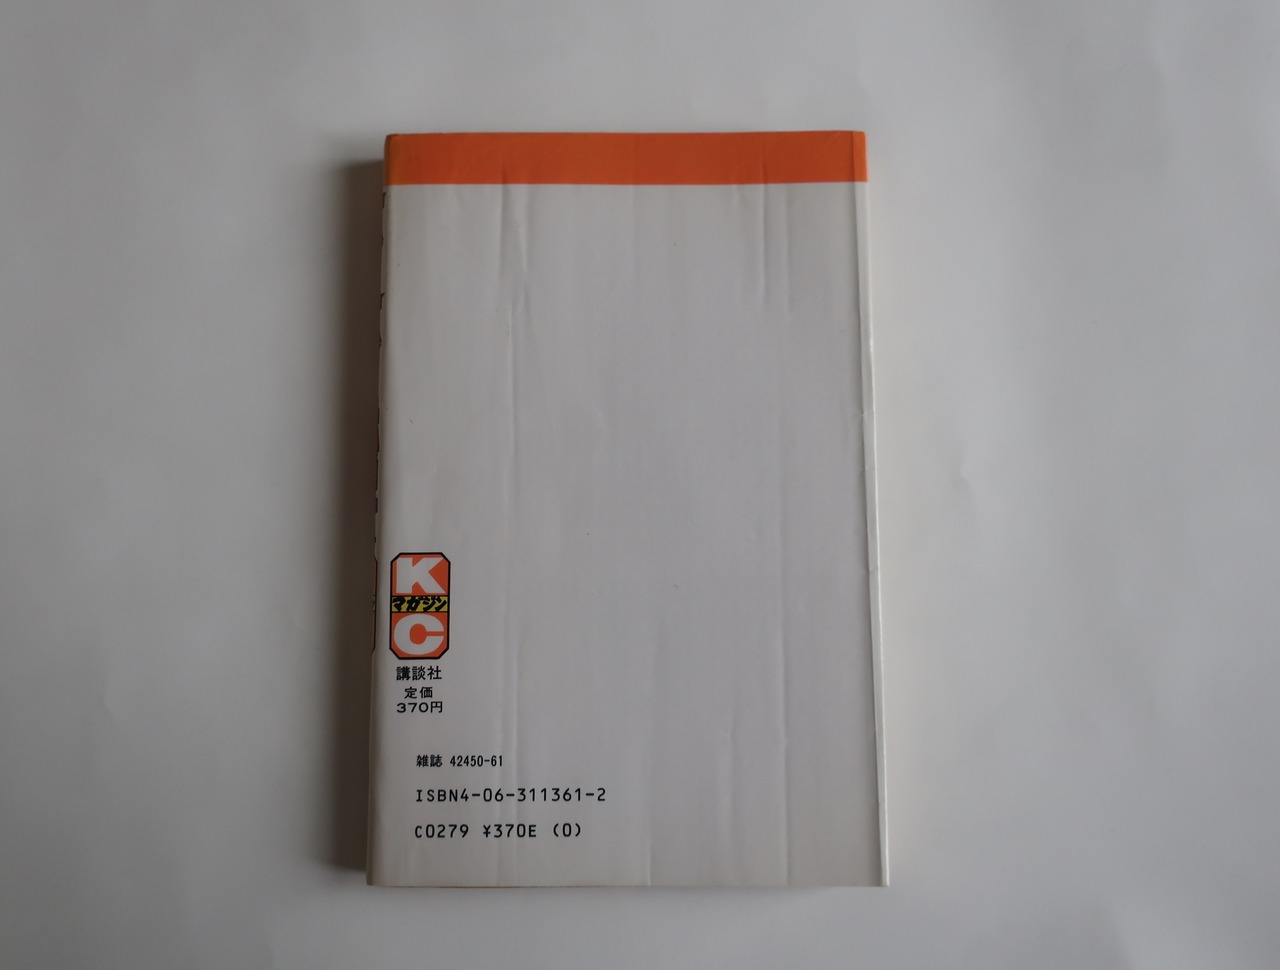 K
マガジン
C
講談社
定価
370円
雑誌 42450-61
ISBN4-06-311361-2
C0279 ¥370E (0)